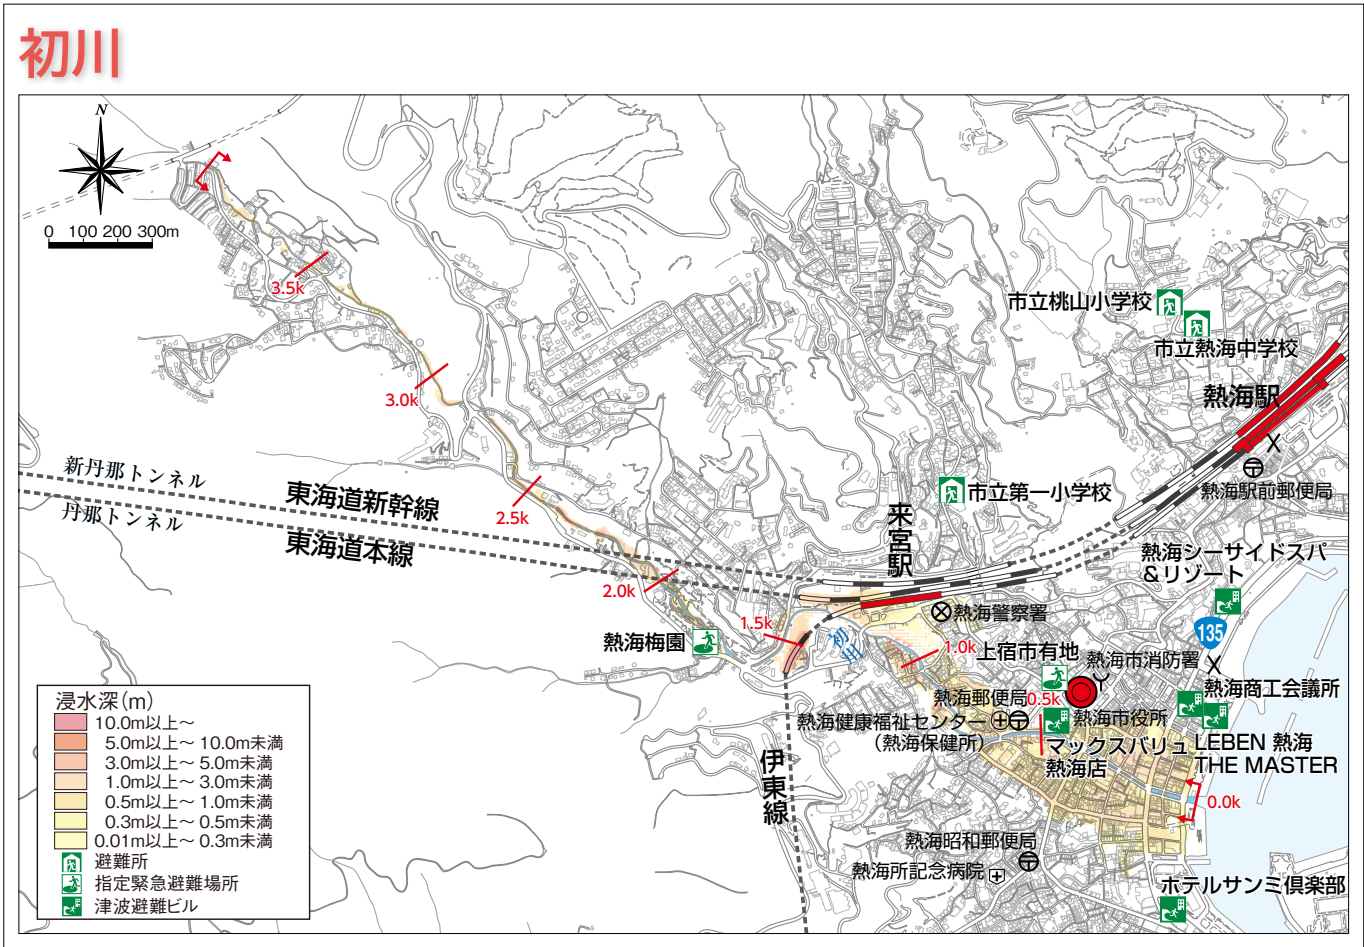 初川
N
0 100 200 300m
3.5k
3.0k
2.5k
2.0k
1.5k
1.0k
0.5k
0.0k
市立桃山小学校
市立熱海中学校
熱海駅
熱海駅前郵便局
市立第一小学校
来宮駅
新丹那トンネル
東海道新幹線
丹那トンネル
東海道本線
熱海シーサイドスパ
&リゾート
135
熱海警察署
初川
熱海梅園
上宿市有地
熱海市消防署
熱海商工会議所
熱海郵便局
熱海市役所
熱海健康福祉センター
（熱海保健所）
マックスバリュ
熱海店
LEBEN 熱海
THE MASTER
伊東線
熱海昭和郵便局
熱海所記念病院
ホテルサンミ倶楽部
浸水深(m)
10.0m以上～
5.0m以上～10.0m未満
3.0m以上～5.0m未満
1.0m以上～3.0m未満
0.5m以上～1.0m未満
0.3m以上～0.5m未満
0.01m以上～0.3m未満
避難所
指定緊急避難場所
津波避難ビル